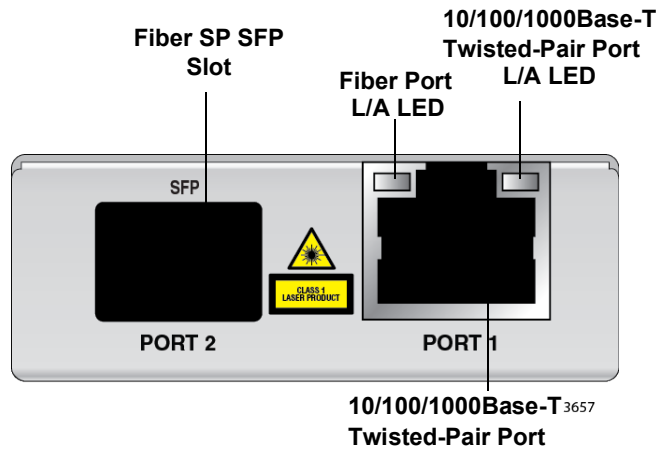 10/100/1000Base-T
Twisted-Pair Port
L/A LED
Fiber SP SFP
Slot
Fiber Port
L/A LED
SFP
CLASS 1
LASER PRODUCT
PORT 2
PORT 1
10/100/1000Base-T 3657
Twisted-Pair Port